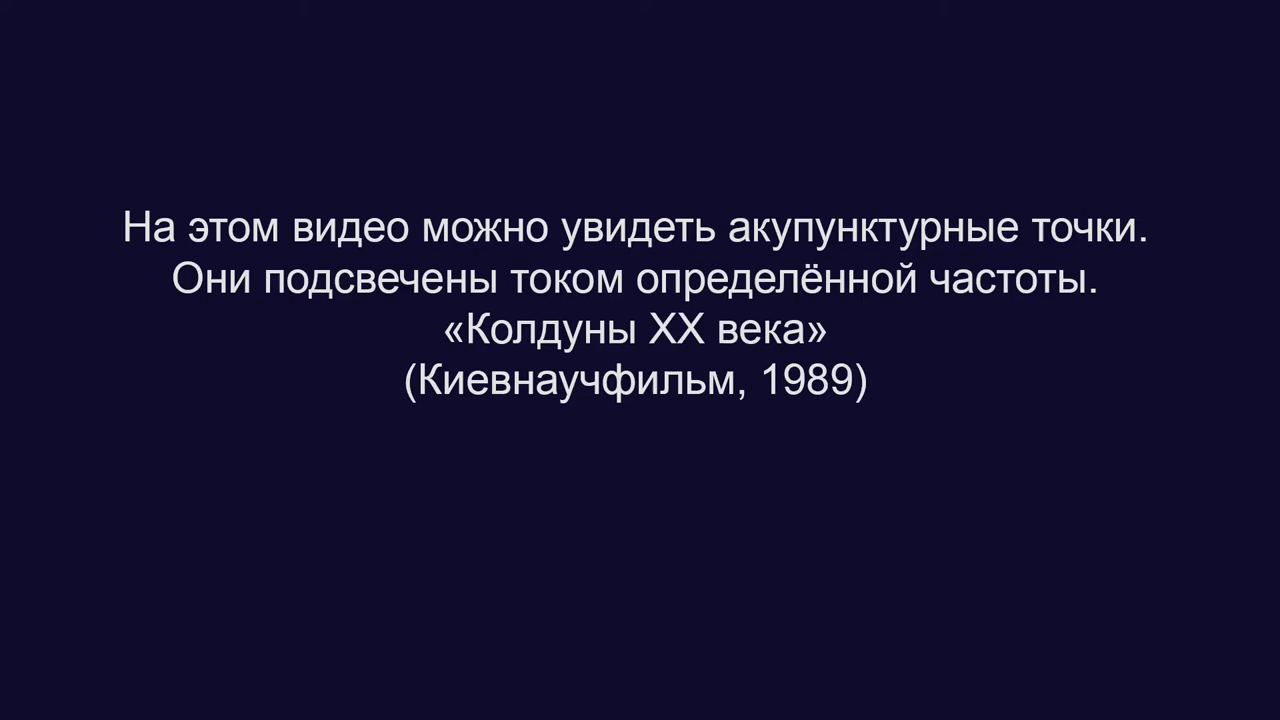 На этом видео можно увидеть акупунктурные точки.
Они подсвечены током определённой частоты.
«Колдуны XX века»
(Киевнаучфильм, 1989)